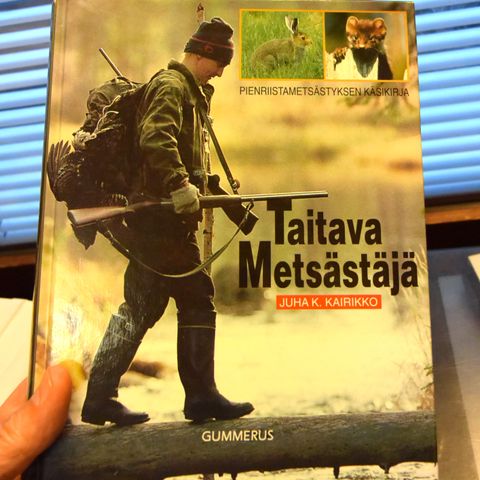 PIENRIISTAMETSÄSTYKSEN KÄSIKIRJA
Taitava
Metsästäjä
JUHA K. KAIRIKKO
GUMMERUS